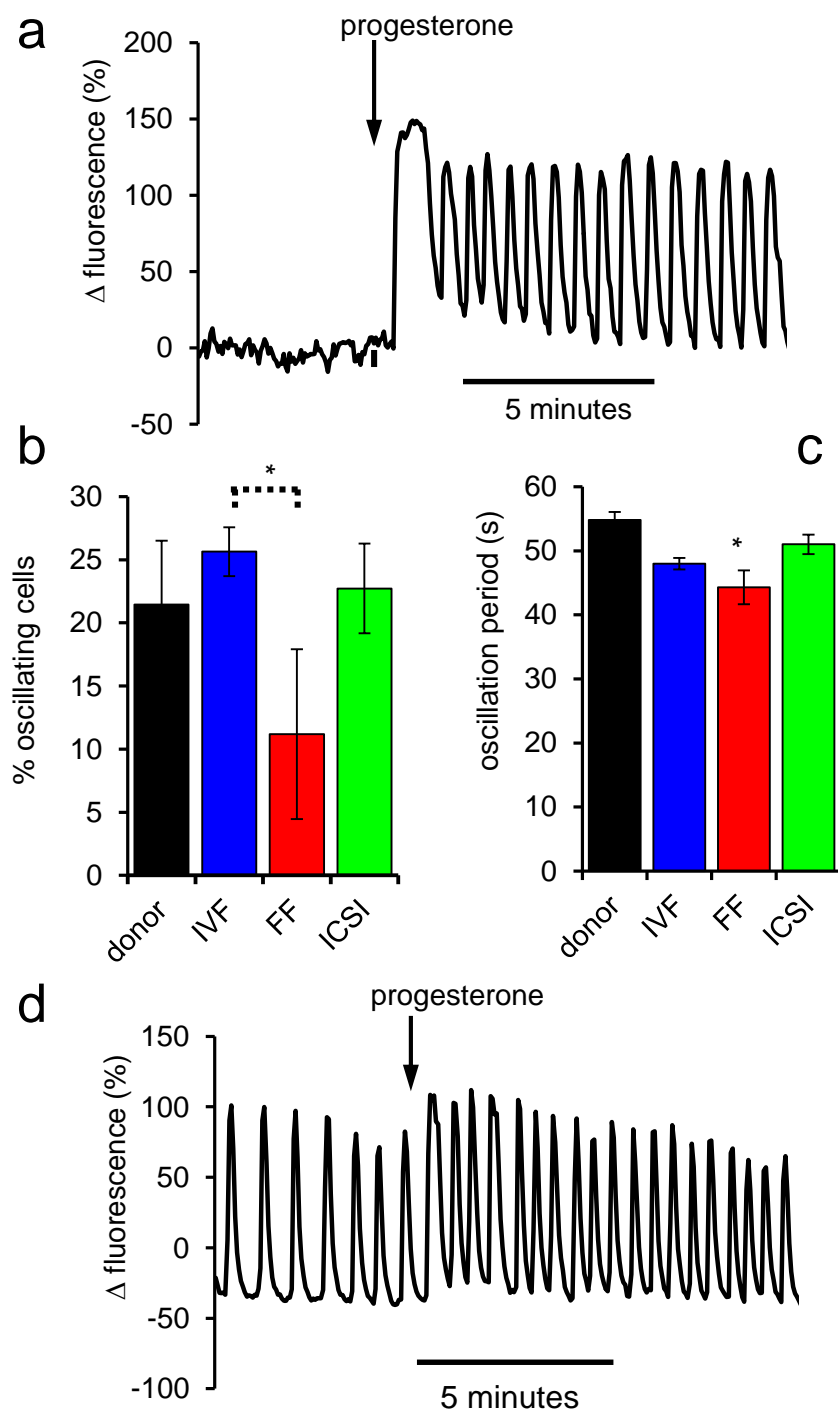 a
progesterone
Δ fluorescence (%)
200
150
100
50
0
-50
5 minutes
b
*
% oscillating cells
30
25
20
15
10
5
0
donor
IVF
FF
ICSI
c
*
oscillation period (s)
60
50
40
30
20
10
0
donor
IVF
FF
ICSI
d
progesterone
Δ fluorescence (%)
150
100
50
0
-50
-100
5 minutes